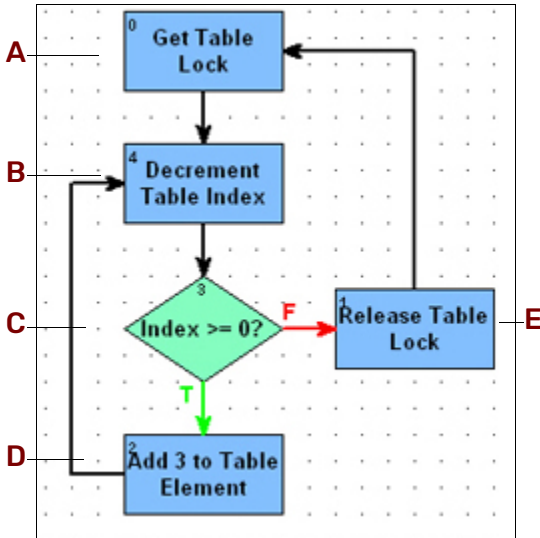 A
0
Get Table
Lock
B
4
Decrement
Table Index
C
3
Index >= 0?
F
1
Release Table
Lock
E
T
D
2
Add 3 to Table
Element